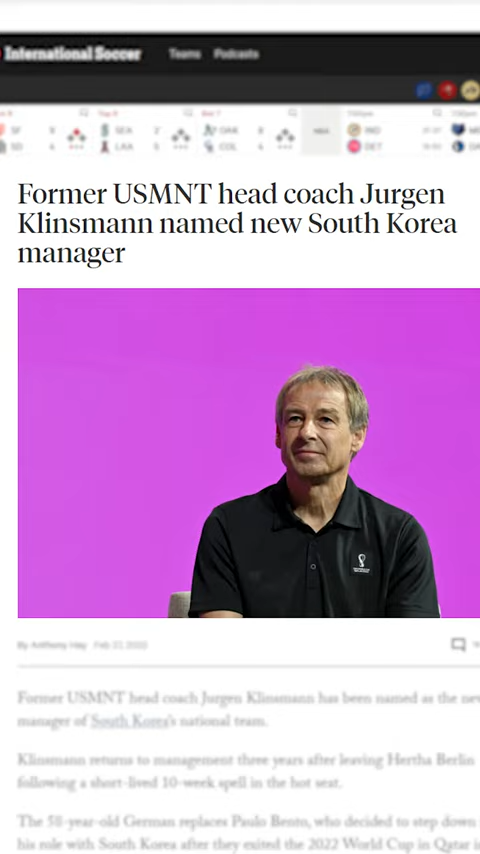 International Soccer
Teams Podcasts
SF
SD
SEA
LAA
OAK
COL
IND
DET
Former USMNT head coach Jurgen
Klinsmann named new South Korea
manager
Former USMNT head coach Jurgen Klinsmann has been named as the new
manager of South Korea's national team.
Klinsmann returns to management three years after leaving Hertha Berlin
following a short-lived 10-week spell in the hot seat.
The 58-year-old German replaces Paulo Bento, who decided to step down
his role with South Korea after they exited the 2022 World Cup in Qatar